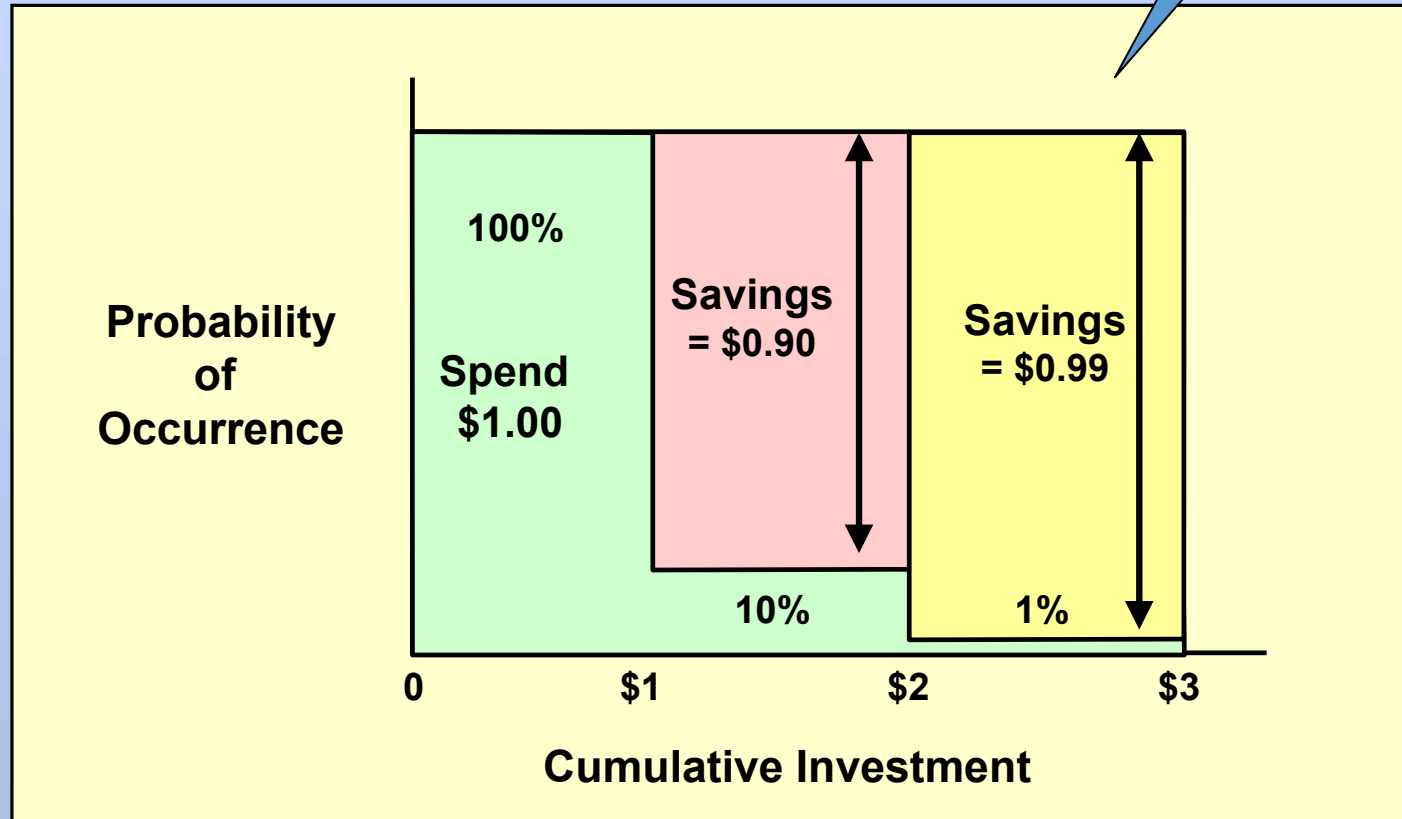 100%
Spend
$1.00
Savings
= $0.90
Savings
= $0.99
Probability
of
Occurrence
10%
1%
0
$1
$2
$3
Cumulative Investment